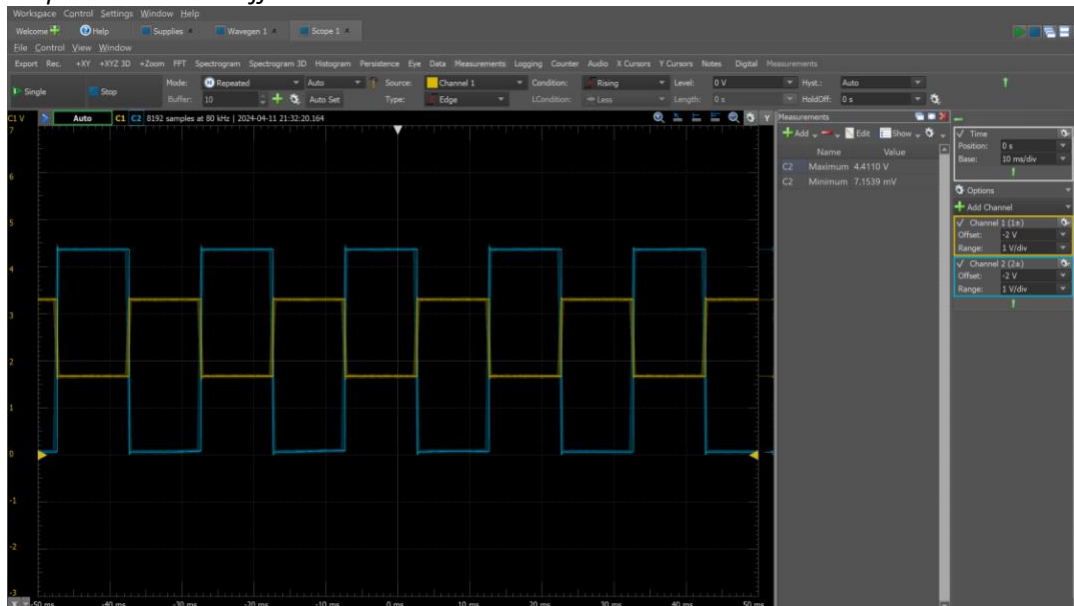 Workspace Control Settings Window Help
Welcome Help Supplies Wavegen 1 Scope 1
File Control View Window
Export Rec. +XY +XYZ 3D +Zoom FFT Spectrogram Spectrogram 3D Histogram Persistence Eye Data Measurements Logging Counter Audio X Cursors Y Cursors Notes Digital Measurements
Single Stop Mode: Repeated Auto Source: Channel 1 Condition: Rising Level: 0 V Hyst.: Auto
Buffer: 10 Auto Set Type: Edge LCondition: Less Length: 0 s HoldOff: 0 s
C1 V Auto C1 C2 8192 samples at 80 kHz | 2024-04-11 21:32:20.164 Y
7
6
5
4
3
2
1
0
-1
-2
-3
X -50 ms -40 ms -30 ms -20 ms -10 ms 0 ms 10 ms 20 ms 30 ms 40 ms 50 ms
Measurements
Add Edit Show
Name Value
C2 Maximum 4.4110 V
C2 Minimum 7.1539 mV
Time
Position: 0 s
Base: 10 ms/div
Options
Add Channel
Channel 1 (1±)
Offset: -2 V
Range: 1 V/div
Channel 2 (2±)
Offset: -2 V
Range: 1 V/div